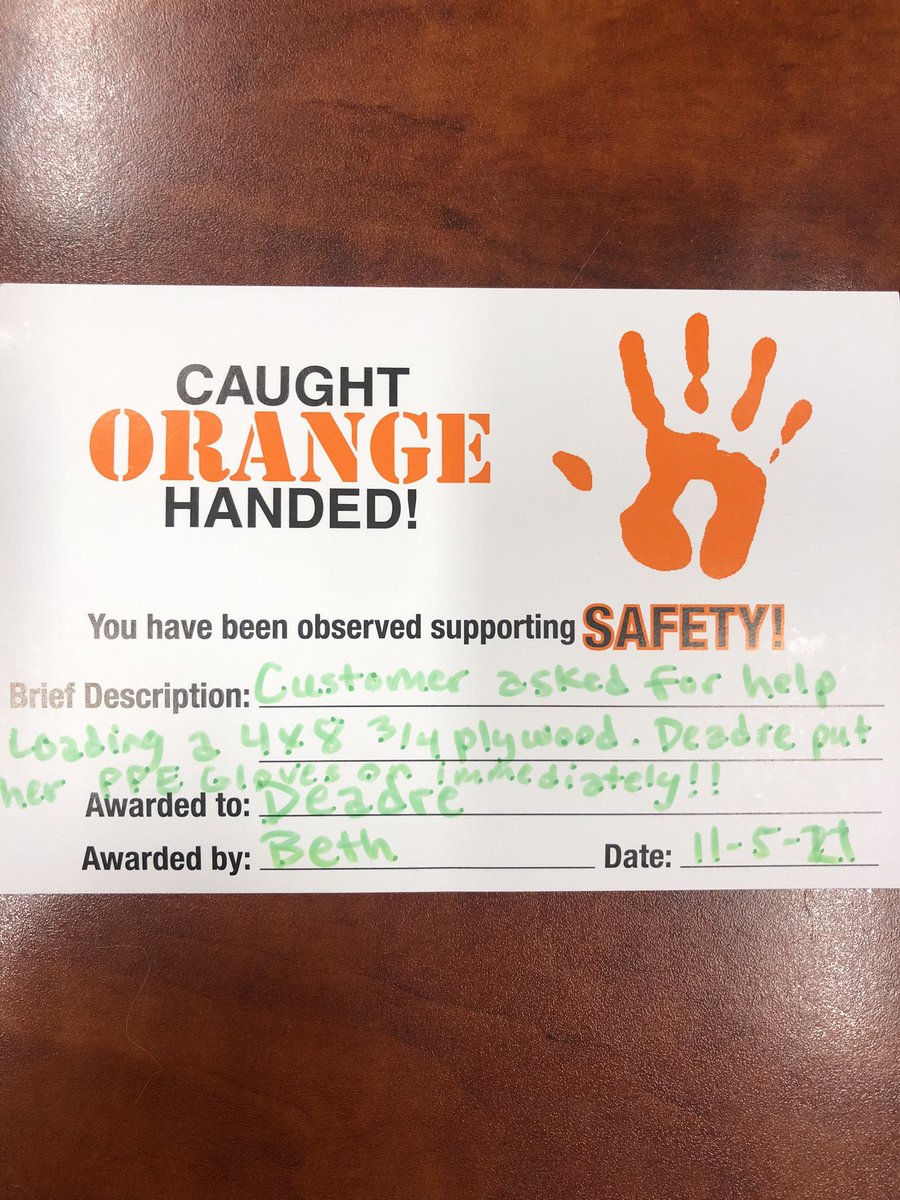 CAUGHT
ORANGE
HANDED!
You have been observed supporting SAFETY!
Brief Description: Customer asked for help
Loading a 4x8 3/4 plywood. Deadre put
her PPE Gloves on immediately!!
Awarded to: Deadre
Awarded by: Beth Date: 11-5-21